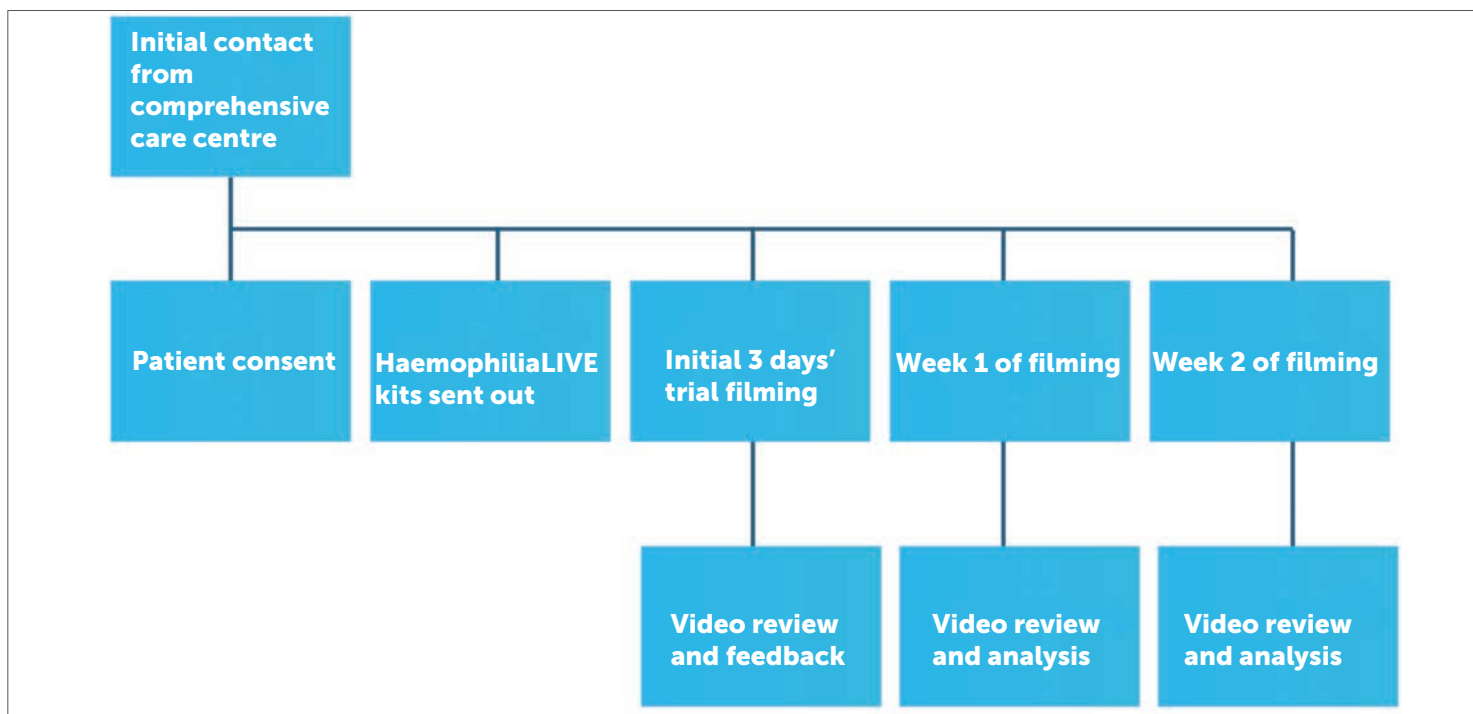 Initial contact
from
comprehensive
care centre
Patient consent
HaemophiliaLIVE
kits sent out
Initial 3 days’
trial filming
Week 1 of filming
Week 2 of filming
Video review
and feedback
Video review
and analysis
Video review
and analysis